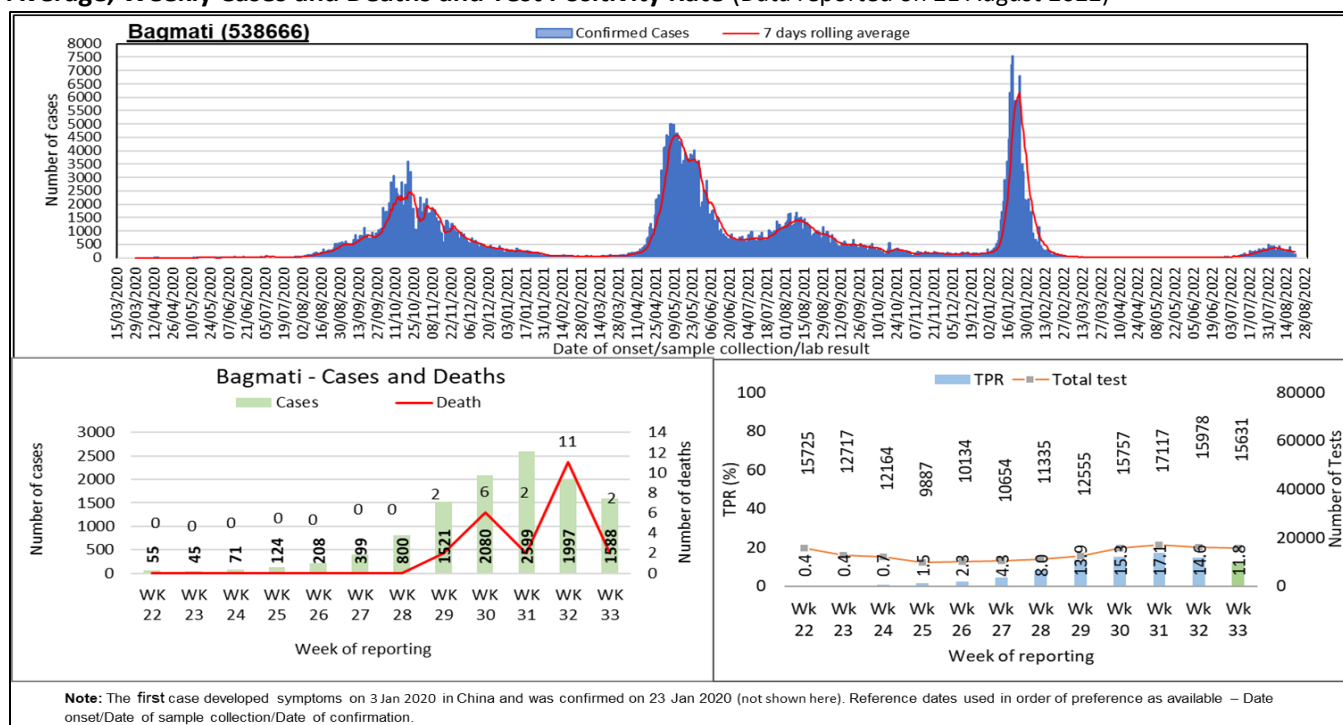 Average, Weekly Cases and Deaths and Test Positivity Rate (Data reported on 21 August 2022)
Bagmati (538666)
Confirmed Cases 7 days rolling average
Number of cases
8000
7500
7000
6500
6000
5500
5000
4500
4000
3500
3000
2500
2000
1500
1000
500
0
15/03/2020 29/03/2020 12/04/2020 26/04/2020 10/05/2020 24/05/2020 07/06/2020 21/06/2020 05/07/2020 19/07/2020 02/08/2020 16/08/2020 30/08/2020 13/09/2020 27/09/2020 11/10/2020 25/10/2020 08/11/2020 22/11/2020 06/12/2020 20/12/2020 03/01/2021 17/01/2021 31/01/2021 14/02/2021 28/02/2021 14/03/2021 28/03/2021 11/04/2021 25/04/2021 09/05/2021 23/05/2021 06/06/2021 20/06/2021 04/07/2021 18/07/2021 01/08/2021 15/08/2021 29/08/2021 12/09/2021 26/09/2021 10/10/2021 24/10/2021 07/11/2021 21/11/2021 05/12/2021 19/12/2021 02/01/2022 16/01/2022 30/01/2022 13/02/2022 27/02/2022 13/03/2022 27/03/2022 10/04/2022 24/04/2022 08/05/2022 22/05/2022 05/06/2022 19/06/2022 03/07/2022 17/07/2022 31/07/2022 14/08/2022 28/08/2022
Date of onset/sample collection/lab result
Bagmati - Cases and Deaths
Cases Death
Number of cases
3000
2500
2000
1500
1000
500
0
0 0 0 0 0 0 0 2 6 2 11 2
55 45 71 124 208 399 800 1521 2080 2599 1997 1588
14
12
10
8
6
4
2
0
Number of deaths
WK WK WK WK WK WK WK WK WK WK WK WK
22 23 24 25 26 27 28 29 30 31 32 33
Week of reporting
TPR Total test
TPR (%)
100
80
60
40
20
0
15725 12717 12164 9887 10134 10654 11335 12555 15757 17117 15978 15631
0.4 0.4 0.7 1.5 2.3 4.3 8.0 13.9 15.3 17.1 14.6 11.8
80000
60000
40000
20000
0
Number of Tests
Wk Wk Wk Wk Wk Wk Wk Wk Wk Wk Wk Wk
22 23 24 25 26 27 28 29 30 31 32 33
Week of reporting
Note: The first case developed symptoms on 3 Jan 2020 in China and was confirmed on 23 Jan 2020 (not shown here). Reference dates used in order of preference as available – Date
onset/Date of sample collection/Date of confirmation.